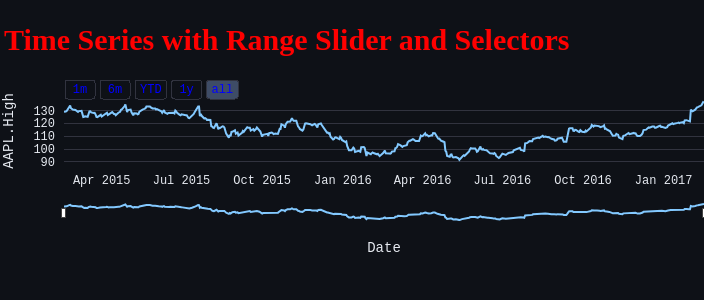 Time Series with Range Slider and Selectors
1m 6m YTD 1y all
AAPL.High
130
120
110
100
90
Apr 2015 Jul 2015 Oct 2015 Jan 2016 Apr 2016 Jul 2016 Oct 2016 Jan 2017
Date